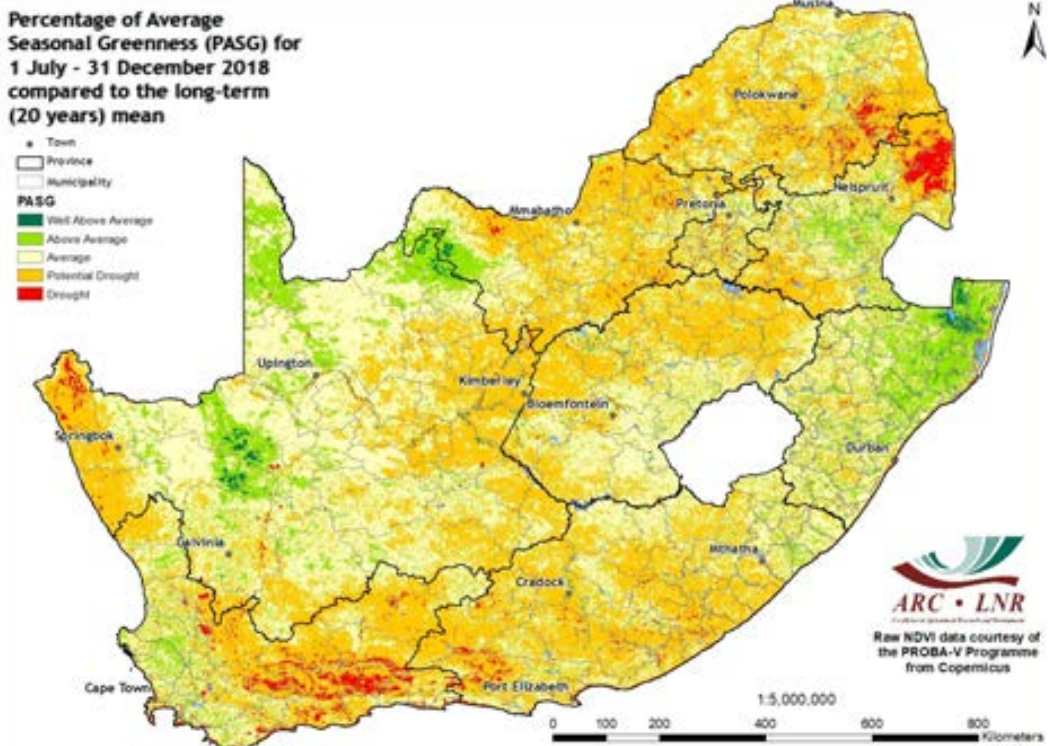 Percentage of Average
Seasonal Greenness (PASG) for
1 July - 31 December 2018
compared to the long-term
(20 years) mean
Town
Province
Municipality
PASG
Well Above Average
Above Average
Average
Potential Drought
Drought
N
Musina
Polokwane
Nelspruit
Pretoria
Mmabatho
Upington
Kimberley
Bloemfontein
Springbok
Durban
Calvinia
Mthatha
Cradock
Cape Town
Port Elizabeth
ARC • LNR
Raw NDVI data courtesy of
the PROBA-V Programme
from Copernicus
1:5,000,000
0 100 200 400 600 800
Kilometers